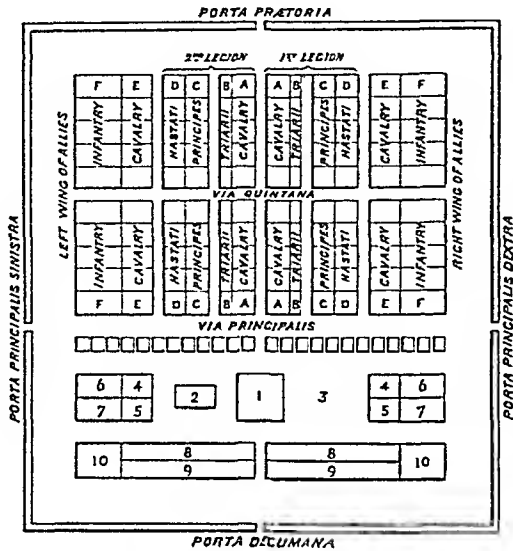 PORTA PRÆTORIA
2ND LEGION 1ST LEGION
F E D C B A A B C D E F
INFANTRY CAVALRY HASTATI PRINCIPES TRIARII CAVALRY CAVALRY TRIARII PRINCIPES HASTATI CAVALRY INFANTRY
LEFT WING OF ALLIES
RIGHT WING OF ALLIES
VIA QUINTANA
INFANTRY CAVALRY HASTATI PRINCIPES TRIARII CAVALRY CAVALRY TRIARII PRINCIPES HASTATI CAVALRY INFANTRY
F E D C B A A B C D E F
PORTA PRINCIPALIS SINISTRA
PORTA PRINCIPALIS DEXTRA
VIA PRINCIPALIS
6 4 2 1 3 4 6
7 5 5 7
10 8 8 10
9 9
PORTA DECUMANA